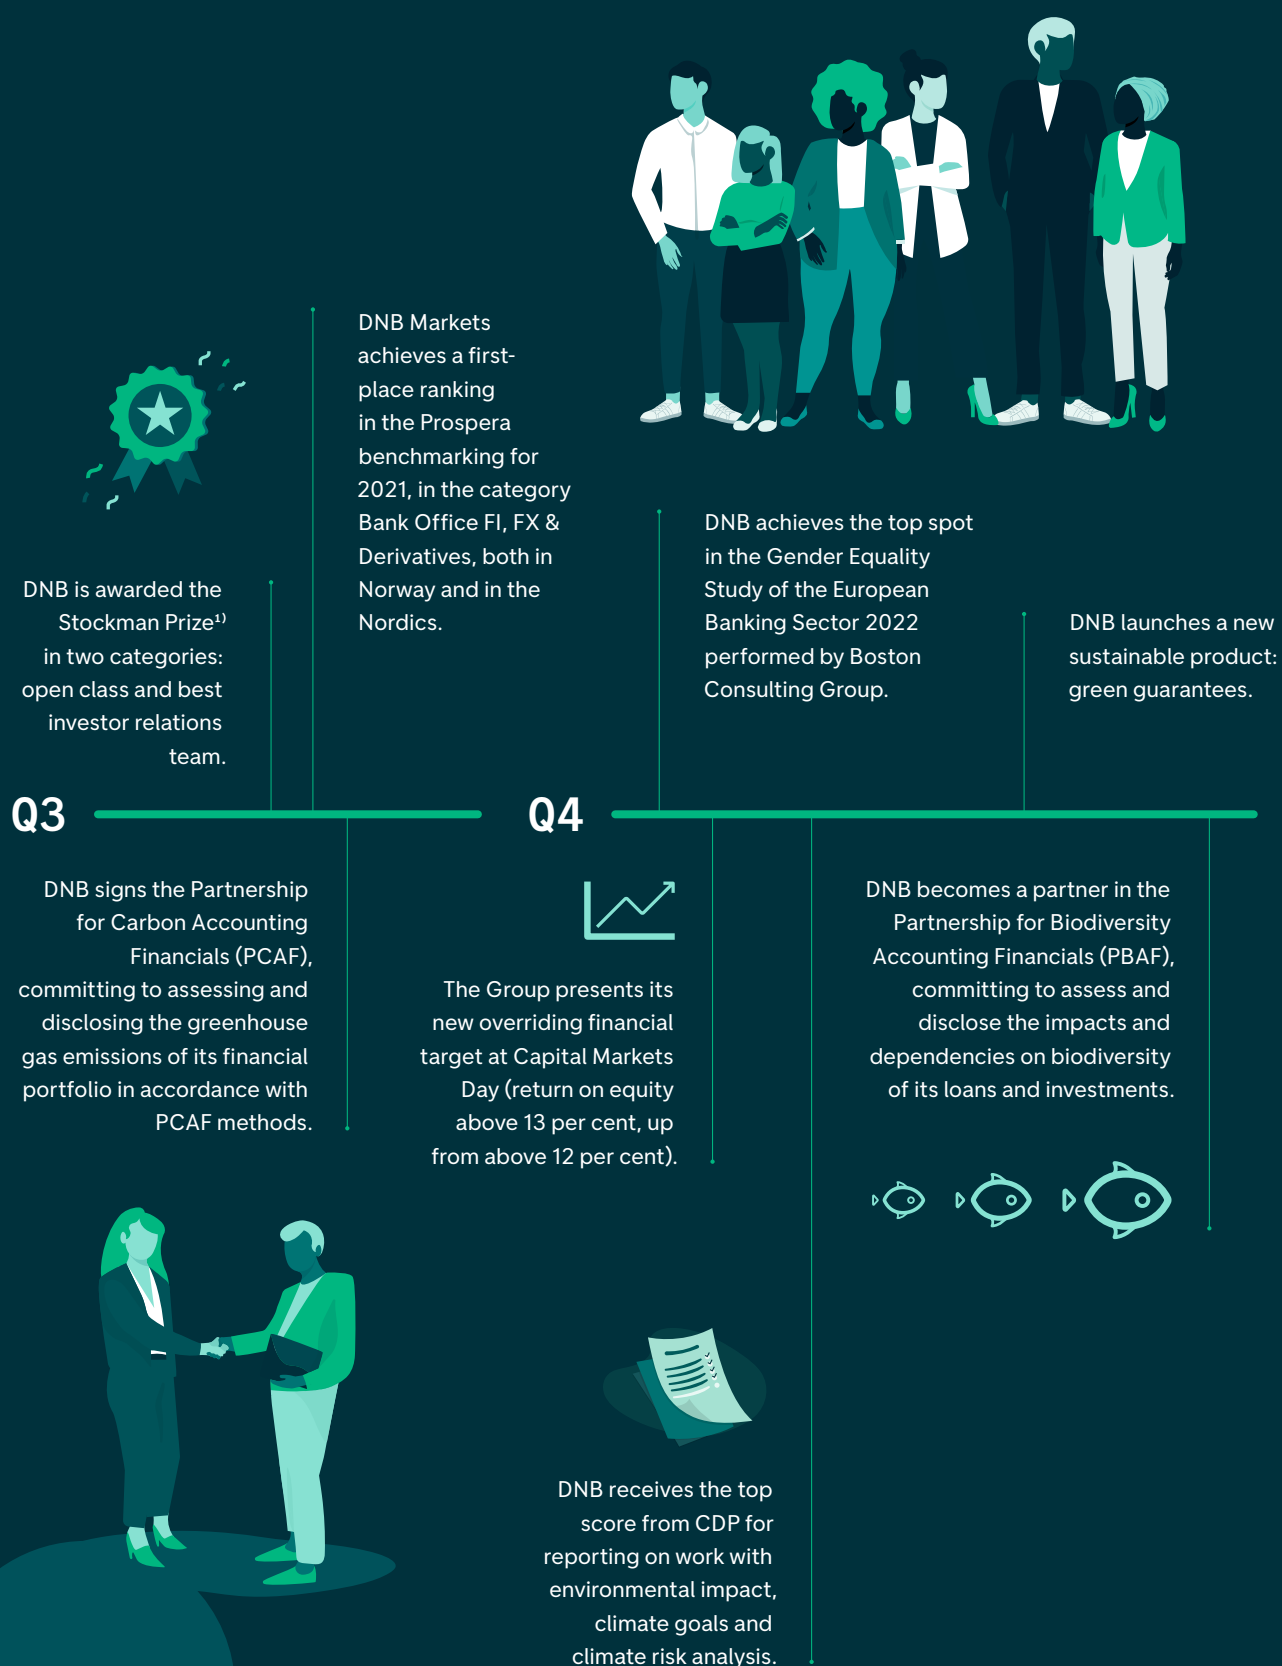 DNB is awarded the
Stockman Prize¹⁾
in two categories:
open class and best
investor relations
team.
DNB Markets
achieves a first-
place ranking
in the Prospera
benchmarking for
2021, in the category
Bank Office FI, FX &
Derivatives, both in
Norway and in the
Nordics.
DNB achieves the top spot
in the Gender Equality
Study of the European
Banking Sector 2022
performed by Boston
Consulting Group.
DNB launches a new
sustainable product:
green guarantees.
Q3
Q4
DNB signs the Partnership
for Carbon Accounting
Financials (PCAF),
committing to assessing and
disclosing the greenhouse
gas emissions of its financial
portfolio in accordance with
PCAF methods.
The Group presents its
new overriding financial
target at Capital Markets
Day (return on equity
above 13 per cent, up
from above 12 per cent).
DNB receives the top
score from CDP for
reporting on work with
environmental impact,
climate goals and
climate risk analysis.
DNB becomes a partner in the
Partnership for Biodiversity
Accounting Financials (PBAF),
committing to assess and
disclose the impacts and
dependencies on biodiversity
of its loans and investments.